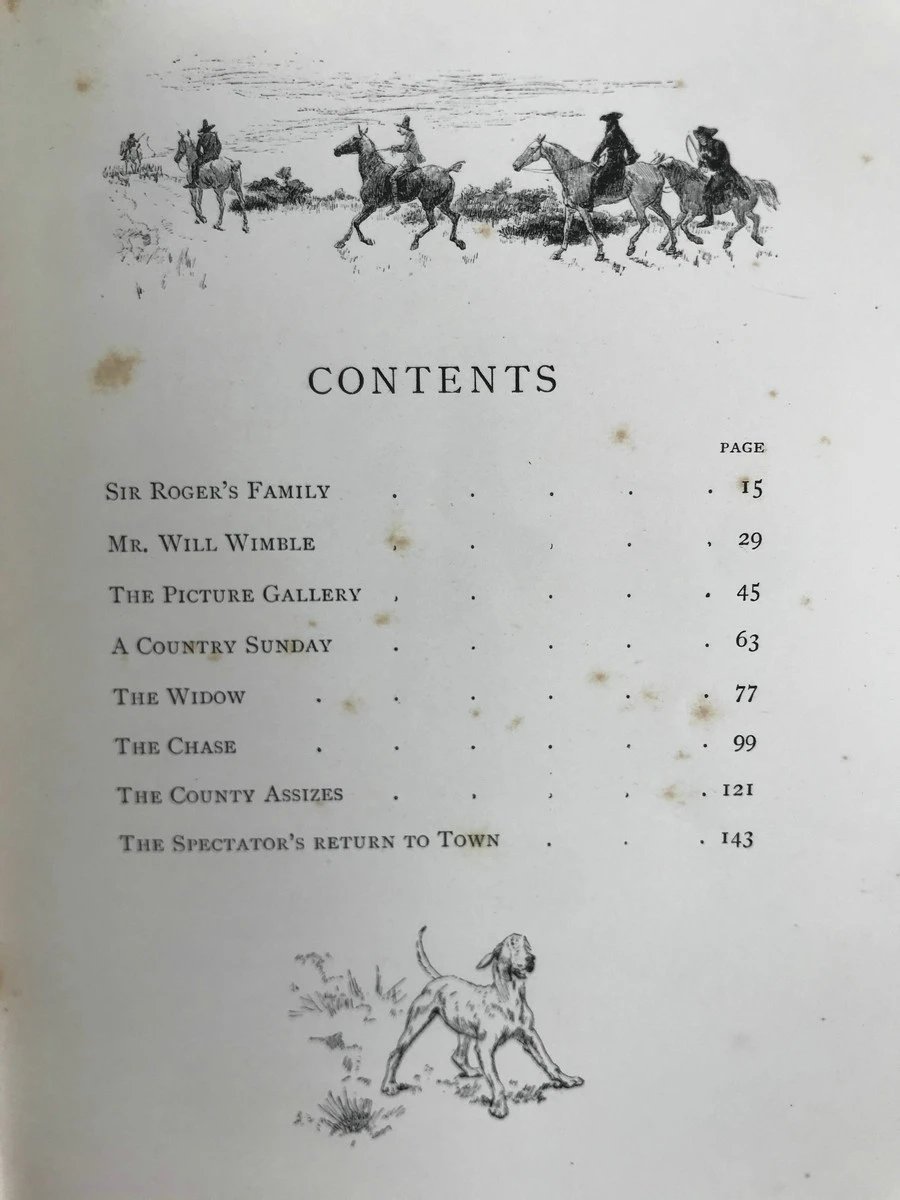 CONTENTS
PAGE
SIR ROGER'S FAMILY . . . . . 15
MR. WILL WIMBLE . . . . . 29
THE PICTURE GALLERY . . . . . 45
A COUNTRY SUNDAY . . . . . 63
THE WIDOW . . . . . . 77
THE CHASE . . . . . . 99
THE COUNTY ASSIZES . . . . . 121
THE SPECTATOR'S RETURN TO TOWN . . . 143